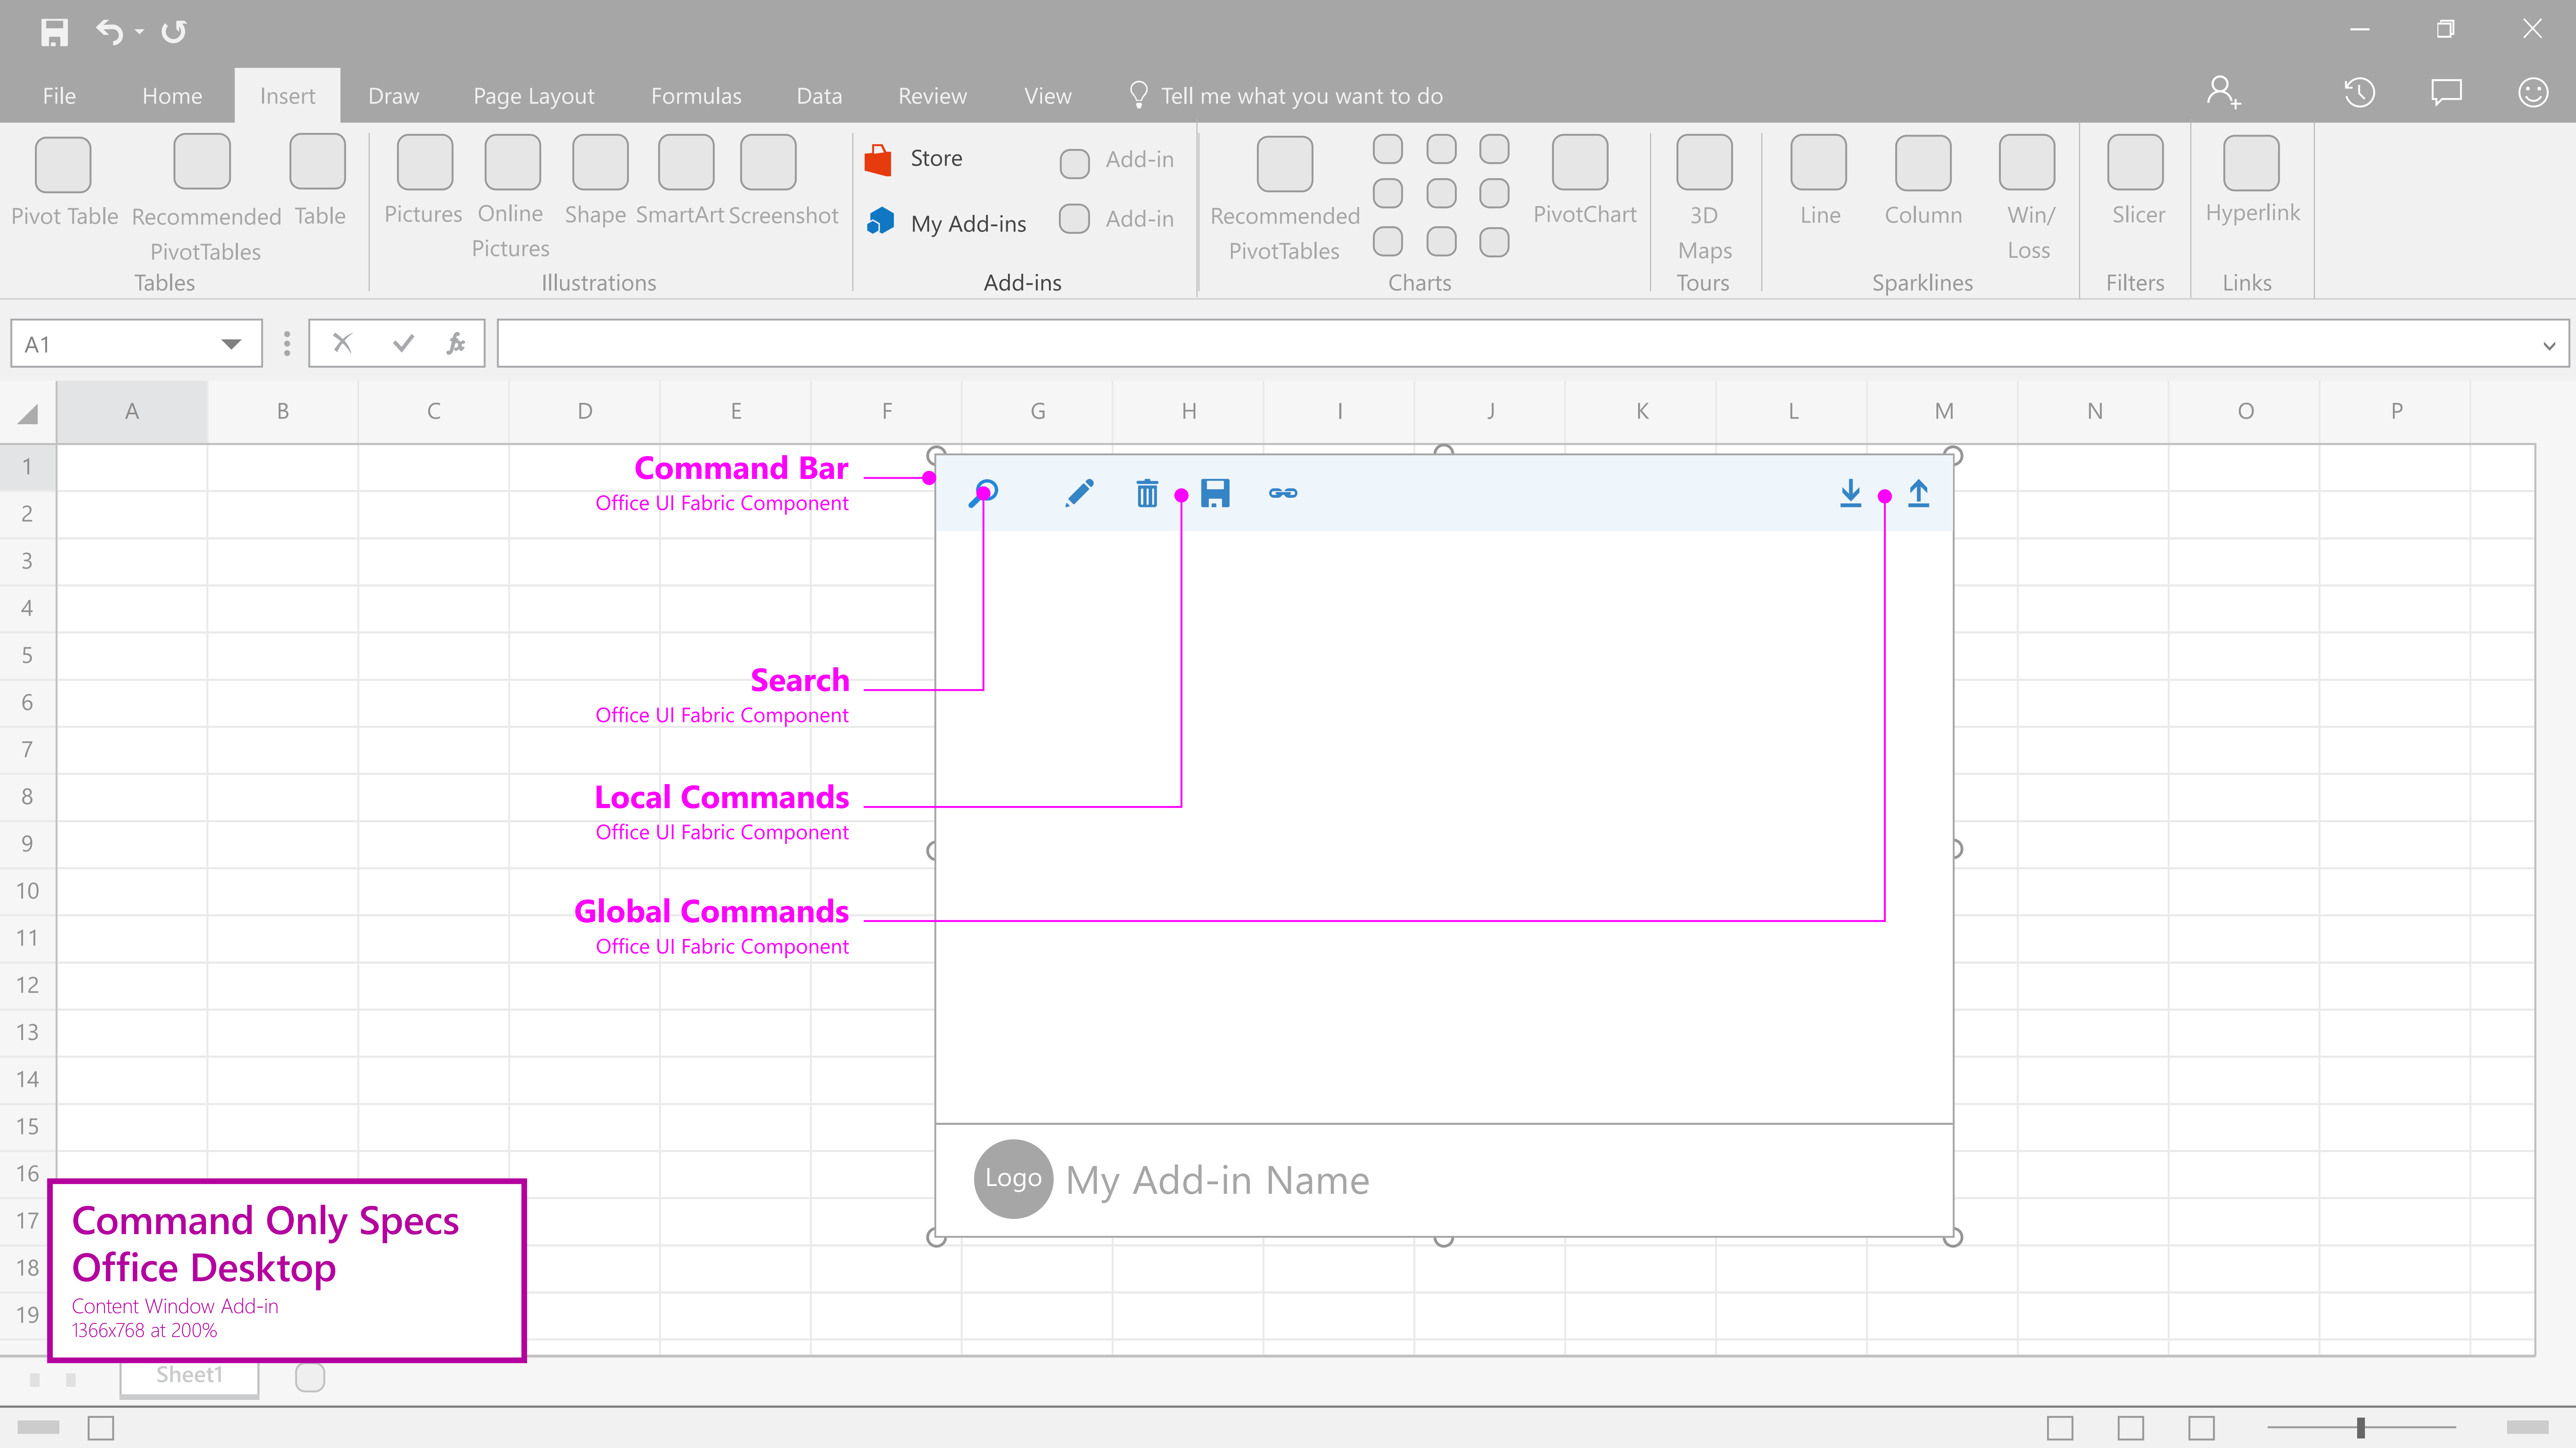 File Home Insert Draw Page Layout Formulas Data Review View Tell me what you want to do
Pivot Table
Recommended
PivotTables
Table
Tables
Pictures
Online
Pictures
Shape
SmartArt
Screenshot
Illustrations
Store
My Add-ins
Add-in
Add-in
Add-ins
Recommended
PivotTables
PivotChart
Charts
3D
Maps
Tours
Line
Column
Win/
Loss
Sparklines
Slicer
Filters
Hyperlink
Links
A1
fx
A B C D E F G H I J K L M N O P
1
2
3
4
5
6
7
8
9
10
11
12
13
14
15
16
17
18
19
Command Bar
Office UI Fabric Component
Search
Office UI Fabric Component
Local Commands
Office UI Fabric Component
Global Commands
Office UI Fabric Component
Logo
My Add-in Name
Command Only Specs
Office Desktop
Content Window Add-in
1366x768 at 200%
Sheet1